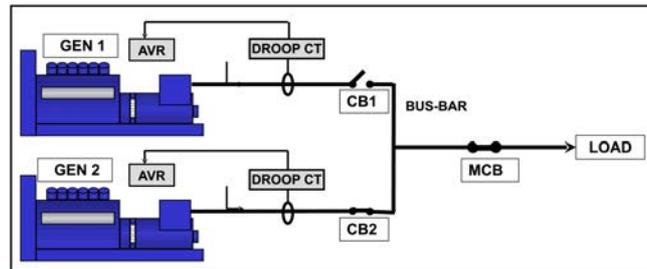 GEN 1
AVR
DROOP CT
CB1
BUS-BAR
MCB
LOAD
GEN 2
AVR
DROOP CT
CB2